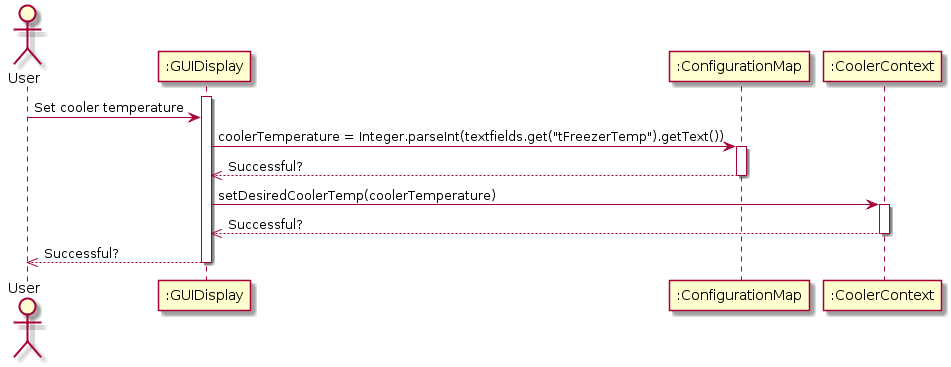 User
:GUIDisplay
:ConfigurationMap
:CoolerContext
Set cooler temperature
coolerTemperature = Integer.parseInt(textfields.get("tFreezerTemp").getText())
Successful?
setDesiredCoolerTemp(coolerTemperature)
Successful?
Successful?
User
:GUIDisplay
:ConfigurationMap
:CoolerContext